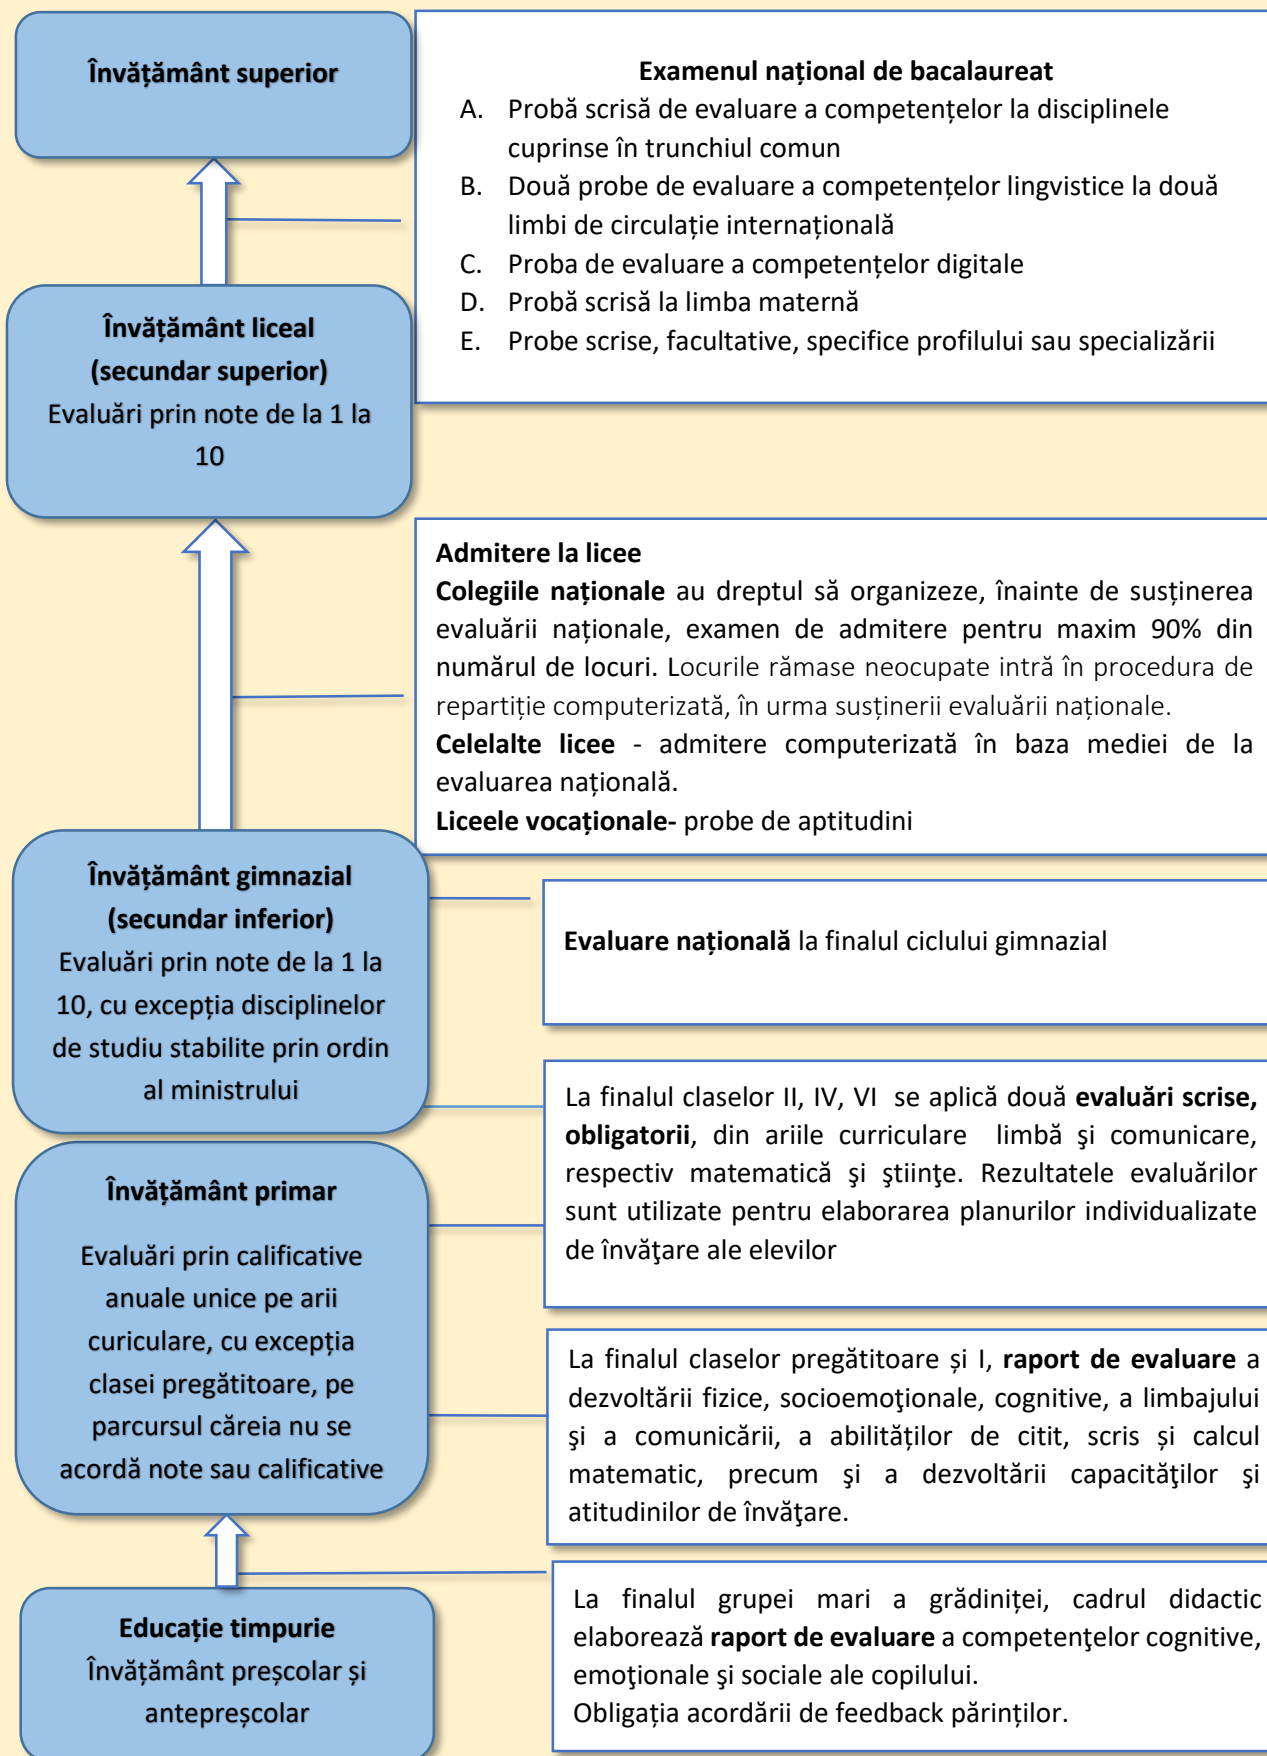 Învățământ superior
Examenul național de bacalaureat
A. Probă scrisă de evaluare a competențelor la disciplinele
cuprinse în trunchiul comun
B. Două probe de evaluare a competențelor lingvistice la două
limbi de circulație internațională
C. Proba de evaluare a competențelor digitale
D. Probă scrisă la limba maternă
E. Probe scrise, facultative, specifice profilului sau specializării
Învățământ liceal
(secundar superior)
Evaluări prin note de la 1 la
10
Admitere la licee
Colegiile naționale au dreptul să organizeze, înainte de susținerea
evaluării naționale, examen de admitere pentru maxim 90% din
numărul de locuri. Locurile rămase neocupate intră în procedura de
repartiție computerizată, în urma susținerii evaluării naționale.
Celelalte licee - admitere computerizată în baza mediei de la
evaluarea națională.
Liceele vocaționale- probe de aptitudini
Învățământ gimnazial
(secundar inferior)
Evaluări prin note de la 1 la
10, cu excepția disciplinelor
de studiu stabilite prin ordin
al ministrului
Evaluare națională la finalul ciclului gimnazial
La finalul claselor II, IV, VI se aplică două evaluări scrise,
obligatorii, din ariile curriculare limbă şi comunicare,
respectiv matematică şi ştiinţe. Rezultatele evaluărilor
sunt utilizate pentru elaborarea planurilor individualizate
de învăţare ale elevilor
Învățământ primar
Evaluări prin calificative
anuale unice pe arii
curiculare, cu excepția
clasei pregătitoare, pe
parcursul căreia nu se
acordă note sau calificative
La finalul claselor pregătitoare și I, raport de evaluare a
dezvoltării fizice, socioemoţionale, cognitive, a limbajului
şi a comunicării, a abilităților de citit, scris și calcul
matematic, precum şi a dezvoltării capacităţilor şi
atitudinilor de învăţare.
Educație timpurie
Învățământ preșcolar și
antepreșcolar
La finalul grupei mari a grădiniței, cadrul didactic
elaborează raport de evaluare a competenţelor cognitive,
emoţionale şi sociale ale copilului.
Obligația acordării de feedback părinților.